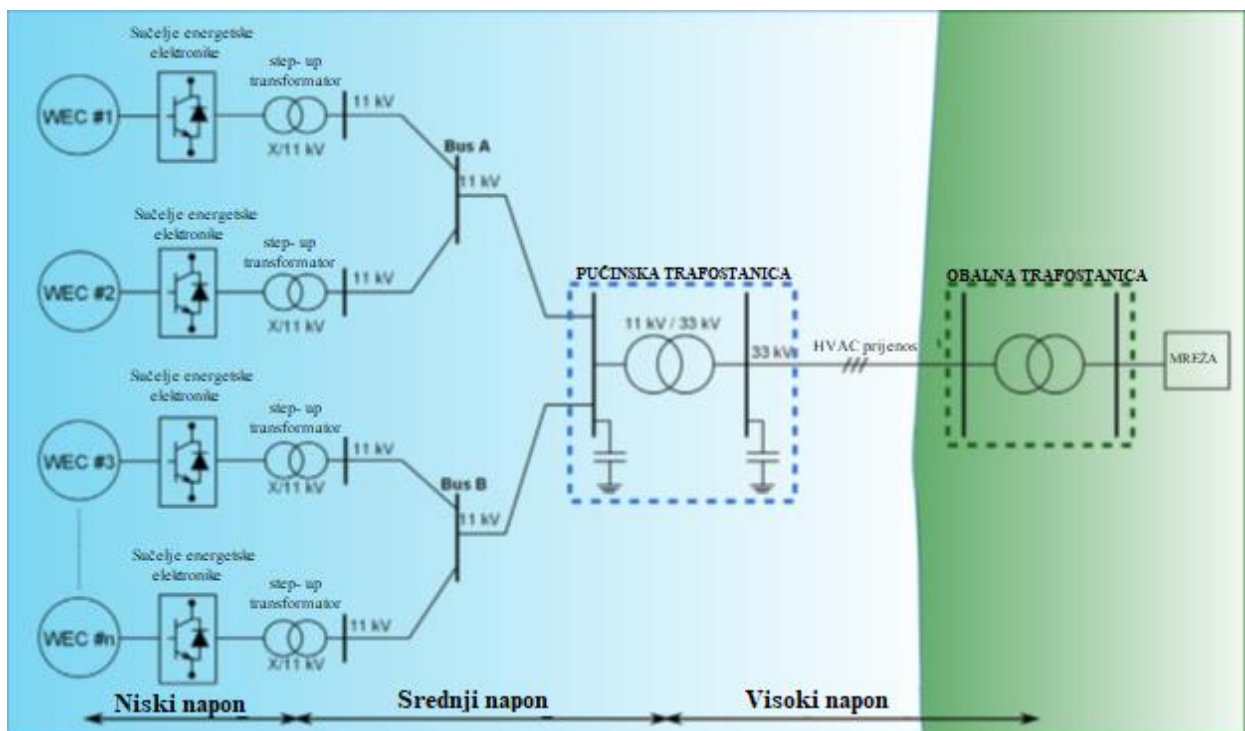 Sučelje energetske
elektronike
step- up
transformator
WEC #1
11 kV
X/11 kV
Bus A
11 kV
Sučelje energetske
elektronike
step- up
transformator
WEC #2
11 kV
X/11 kV
PUČINSKA TRAFOSTANICA
OBALNA TRAFOSTANICA
11 kV / 33 kV
33 kV
HVAC prijenos
MREŽA
Sučelje energetske
elektronike
step- up
transformator
WEC #3
11 kV
X/11 kV
Bus B
11 kV
Sučelje energetske
elektronike
step- up
transformator
WEC #n
11 kV
X/11 kV
Niski napon
Srednji napon
Visoki napon